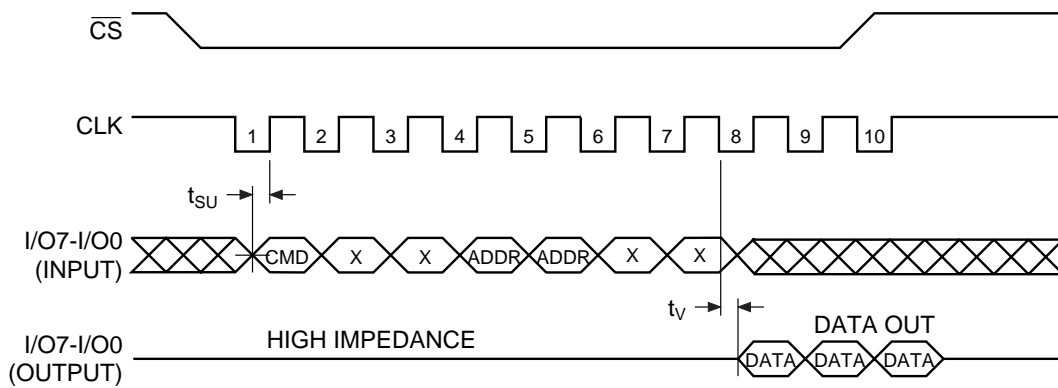 CS
CLK
1 2 3 4 5 6 7 8 9 10
tSU
I/O7-I/O0
(INPUT)
CMD X X ADDR ADDR X X
tV
I/O7-I/O0
(OUTPUT)
HIGH IMPEDANCE
DATA OUT
DATA DATA DATA